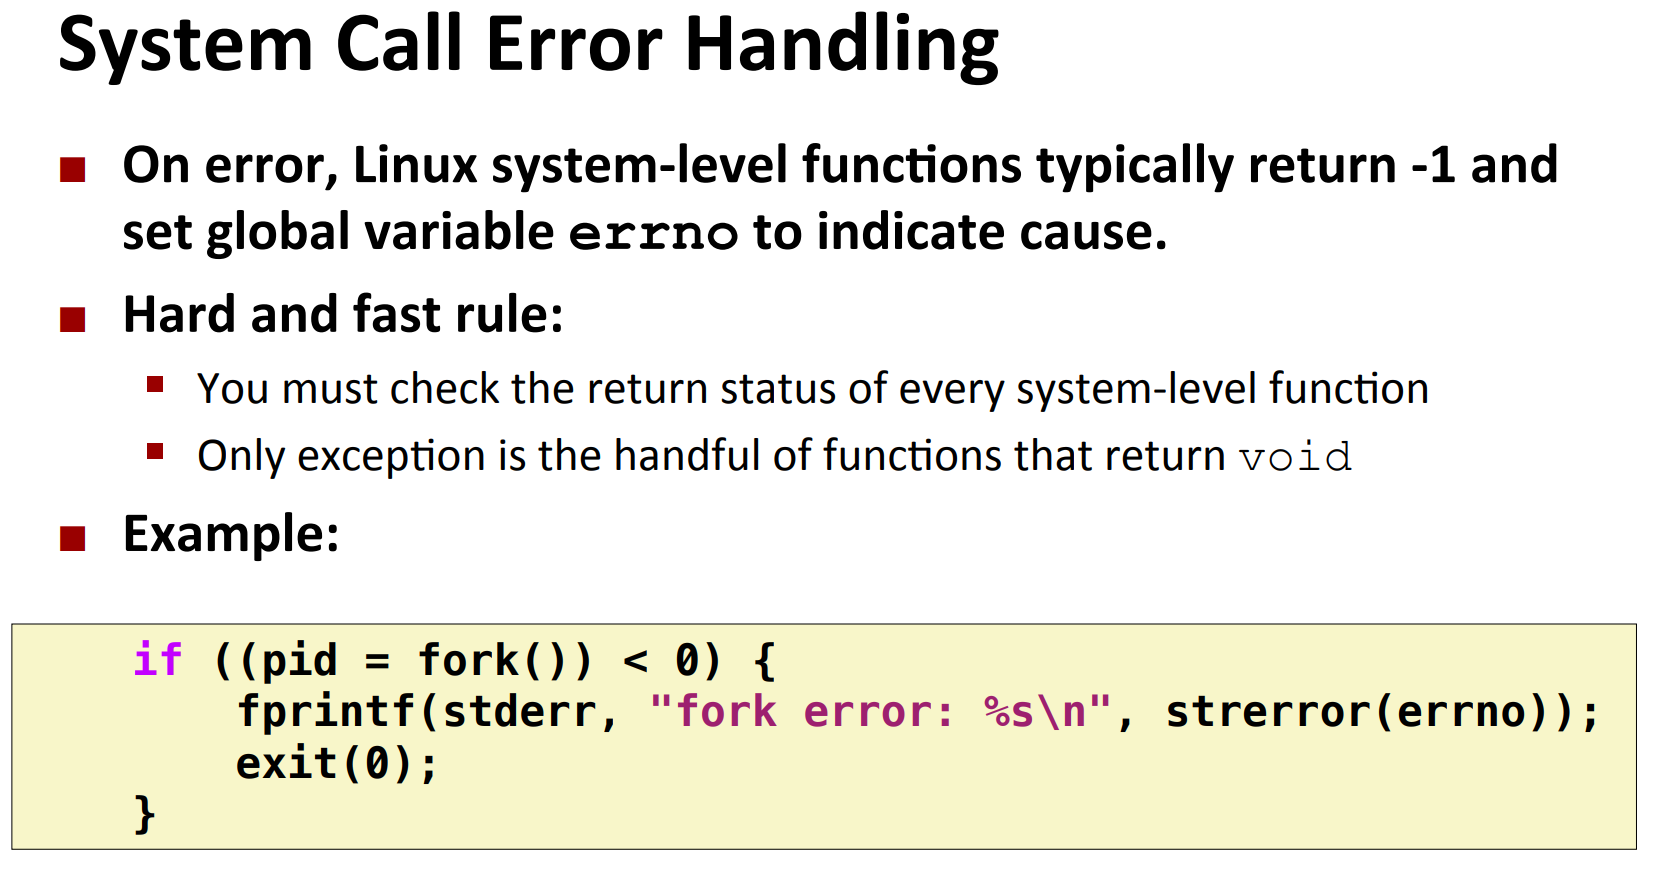 System Call Error Handling
On error, Linux system-level functions typically return -1 and
set global variable errno to indicate cause.
Hard and fast rule:
You must check the return status of every system-level function
Only exception is the handful of functions that return void
Example:
if ((pid = fork()) < 0) {
    fprintf(stderr, "fork error: %s\n", strerror(errno));
    exit(0);
}